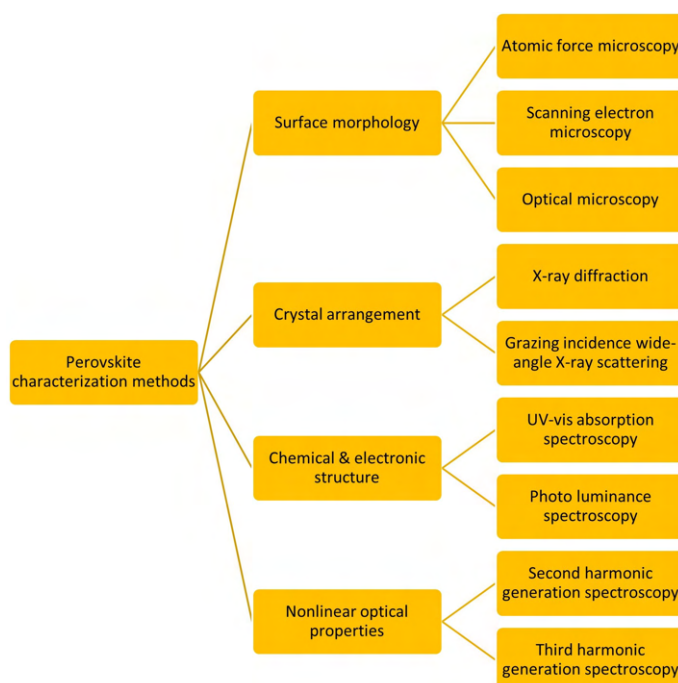 Perovskite
characterization methods
Surface morphology
Atomic force microscopy
Scanning electron
microscopy
Optical microscopy
Crystal arrangement
X-ray diffraction
Grazing incidence wide-
angle X-ray scattering
Chemical & electronic
structure
UV-vis absorption
spectroscopy
Photo luminance
spectroscopy
Nonlinear optical
properties
Second harmonic
generation spectroscopy
Third harmonic
generation spectroscopy